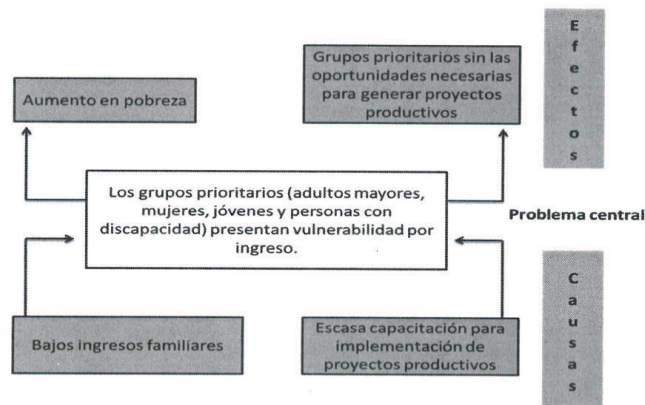 Efectos
Grupos prioritarios sin las
oportunidades necesarias
para generar proyectos
productivos
Aumento en pobreza
Los grupos prioritarios (adultos mayores,
mujeres, jóvenes y personas con
discapacidad) presentan vulnerabilidad por
ingreso.
Problema central
Causas
Bajos ingresos familiares
Escasa capacitación para
implementación de
proyectos productivos